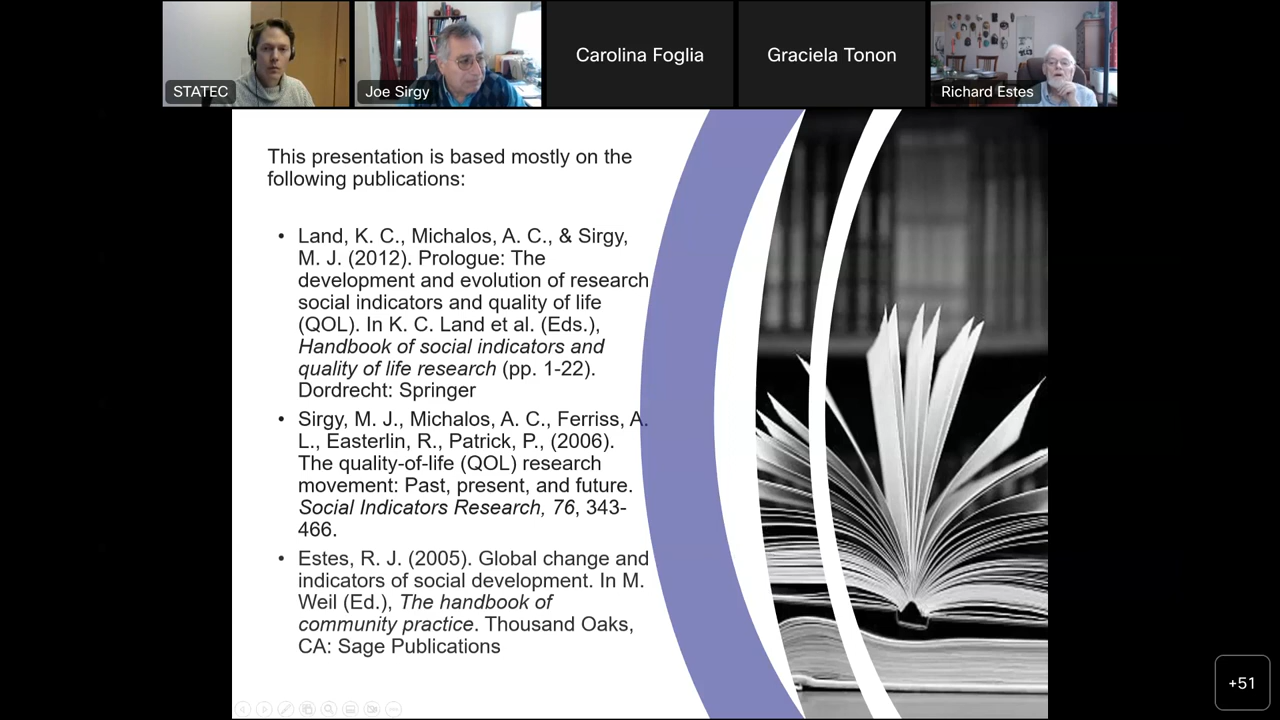 Carolina Foglia
Graciela Tonon
STATEC
Joe Sirgy
Richard Estes
This presentation is based mostly on the
following publications:
• Land, K. C., Michalos, A. C., & Sirgy,
M. J. (2012). Prologue: The
development and evolution of research
social indicators and quality of life
(QOL). In K. C. Land et al. (Eds.),
Handbook of social indicators and
quality of life research (pp. 1-22).
Dordrecht: Springer
• Sirgy, M. J., Michalos, A. C., Ferriss, A.
L., Easterlin, R., Patrick, P., (2006).
The quality-of-life (QOL) research
movement: Past, present, and future.
Social Indicators Research, 76, 343-
466.
• Estes, R. J. (2005). Global change and
indicators of social development. In M.
Weil (Ed.), The handbook of
community practice. Thousand Oaks,
CA: Sage Publications
+51